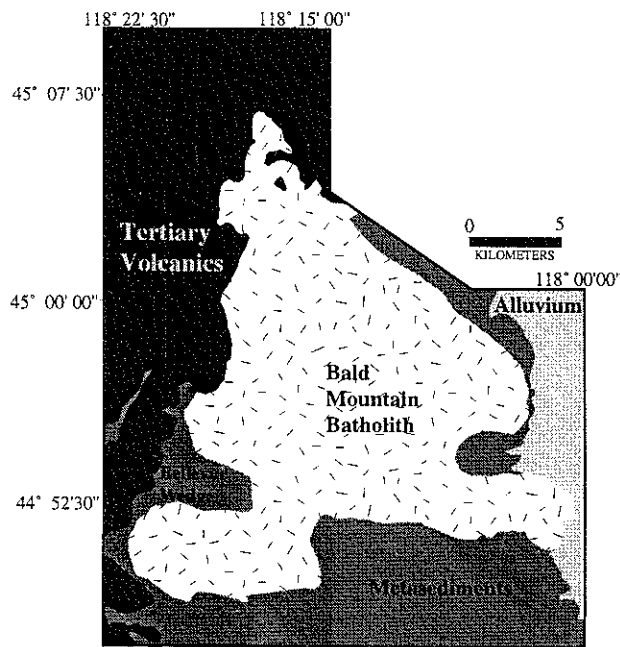 118° 22' 30" 118° 15' 00"
45° 07' 30"
Tertiary
Volcanics
0 5
KILOMETERS
118° 00'00"
45° 00' 00"
Alluvium
Bald
Mountain
Batholith
44° 52'30"
Metasediments